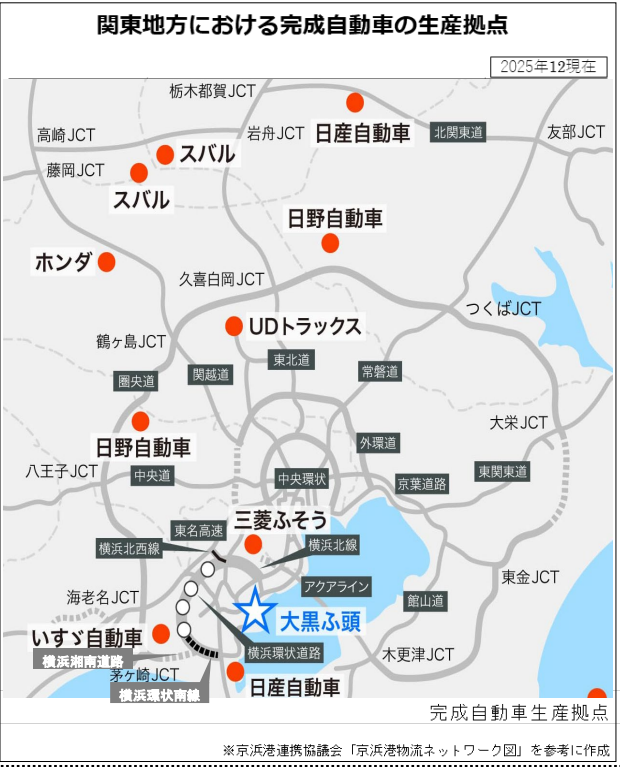 関東地方における完成自動車の生産拠点
2025年12現在
栃木都賀JCT
日産自動車
北関東道
友部JCT
高崎JCT
岩舟JCT
スバル
藤岡JCT
スバル
日野自動車
ホンダ
久喜白岡JCT
つくばJCT
UDトラックス
鶴ヶ島JCT
東北道
関越道
常磐道
圏央道
大栄JCT
日野自動車
外環道
八王子JCT
中央道
中央環状
京葉道路
東関東道
三菱ふそう
東名高速
横浜北西線
横浜北線
東金JCT
アクアライン
海老名JCT
館山道
大黒ふ頭
いすゞ自動車
横浜環状道路
木更津JCT
横浜湘南道路
茅ヶ崎JCT
日産自動車
横浜環状南線
完成自動車生産拠点
※京浜港連携協議会「京浜港物流ネットワーク図」を参考に作成